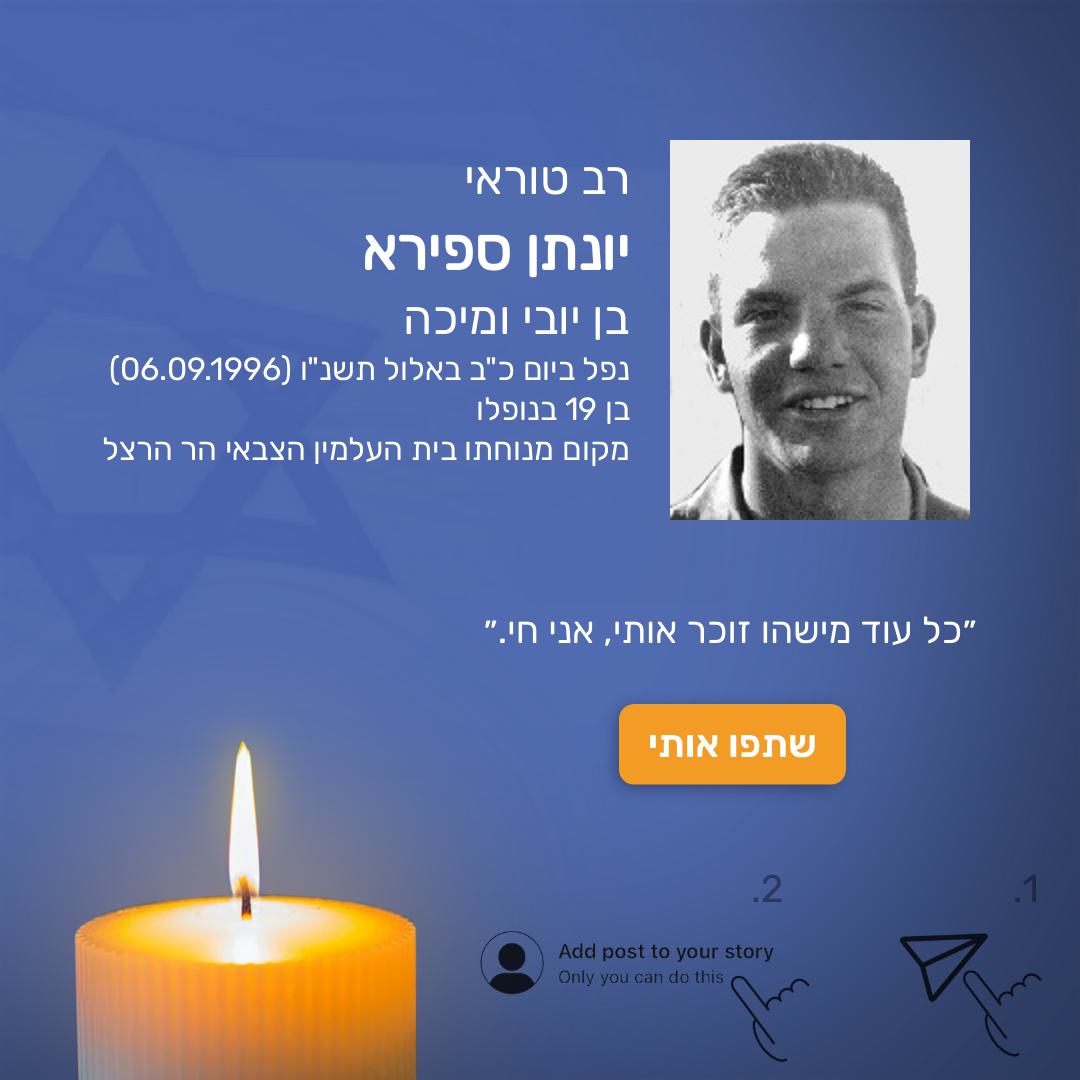 רב טוראי
יונתן ספירא
בן יובי ומיכה
נפל ביום כ"ב באלול תשנ"ו (06.09.1996)
בן 19 בנופלו
מקום מנוחתו בית העלמין הצבאי הר הרצל
״כל עוד מישהו זוכר אותי, אני חי.״
שתפו אותי
.1
.2
Add post to your story
Only you can do this